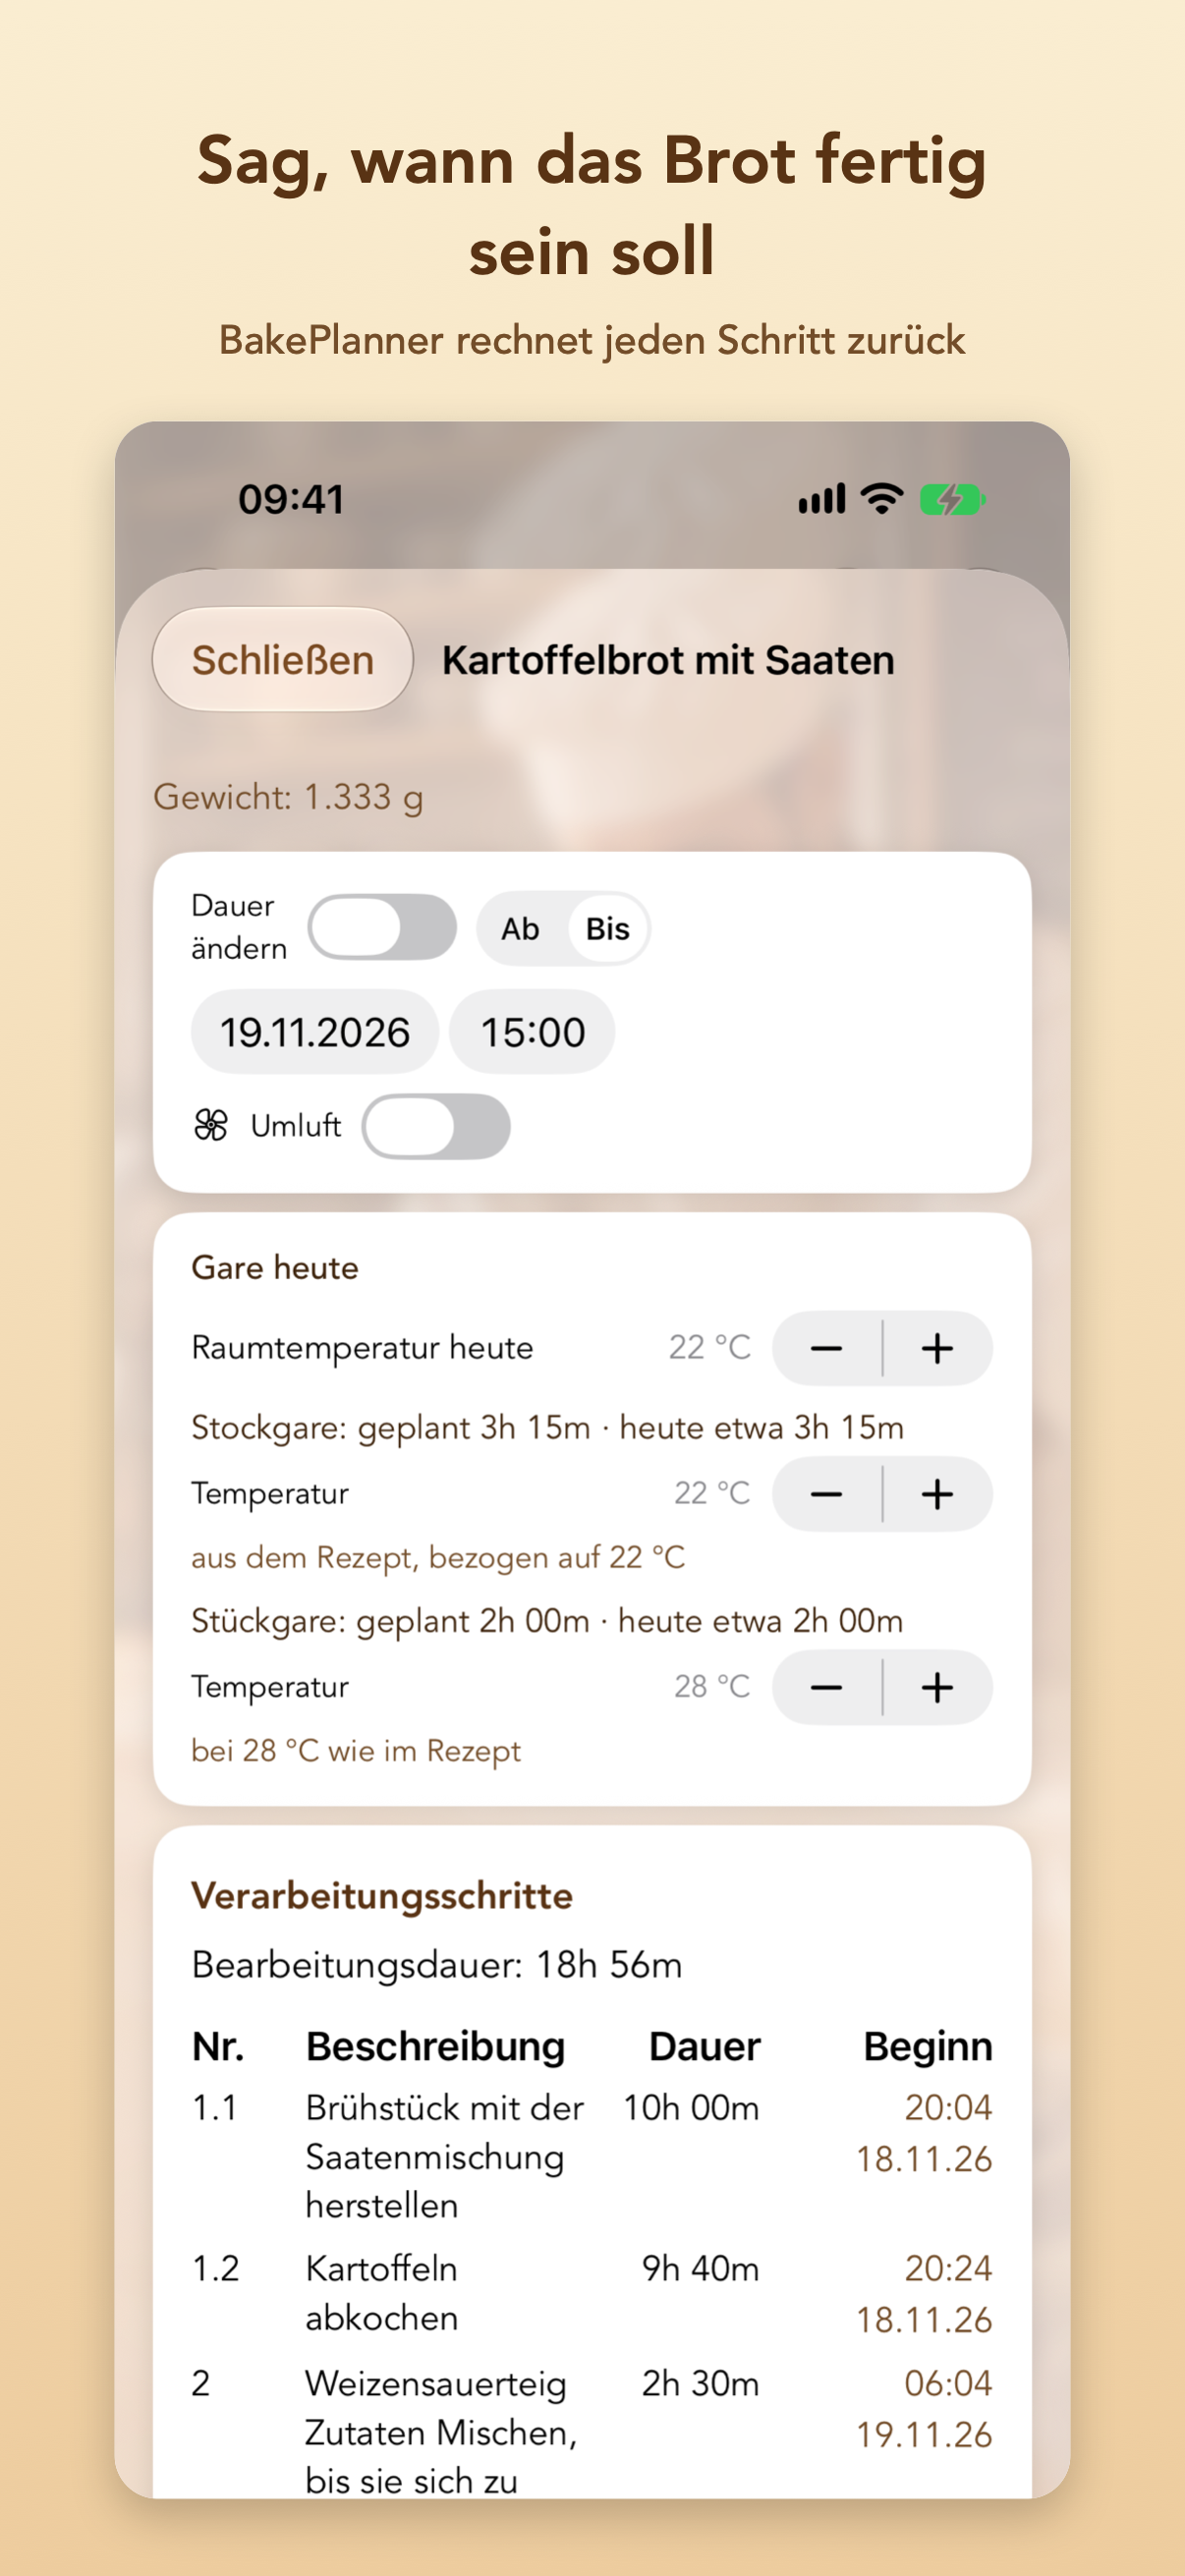 Sag, wann das Brot fertig
sein soll
BakePlanner rechnet jeden Schritt zurück
09:41
Schließen
Kartoffelbrot mit Saaten
Gewicht: 1.333 g
Dauer
ändern
Ab
Bis
19.11.2026
15:00
Umluft
Gare heute
Raumtemperatur heute 22 °C − +
Stockgare: geplant 3h 15m · heute etwa 3h 15m
Temperatur 22 °C − +
aus dem Rezept, bezogen auf 22 °C
Stückgare: geplant 2h 00m · heute etwa 2h 00m
Temperatur 28 °C − +
bei 28 °C wie im Rezept
Verarbeitungsschritte
Bearbeitungsdauer: 18h 56m
Nr. Beschreibung Dauer Beginn
1.1 Brühstück mit der 10h 00m 20:04
Saatenmischung 18.11.26
herstellen
1.2 Kartoffeln 9h 40m 20:24
abkochen 18.11.26
2 Weizensauerteig 2h 30m 06:04
Zutaten Mischen, 19.11.26
bis sie sich zu